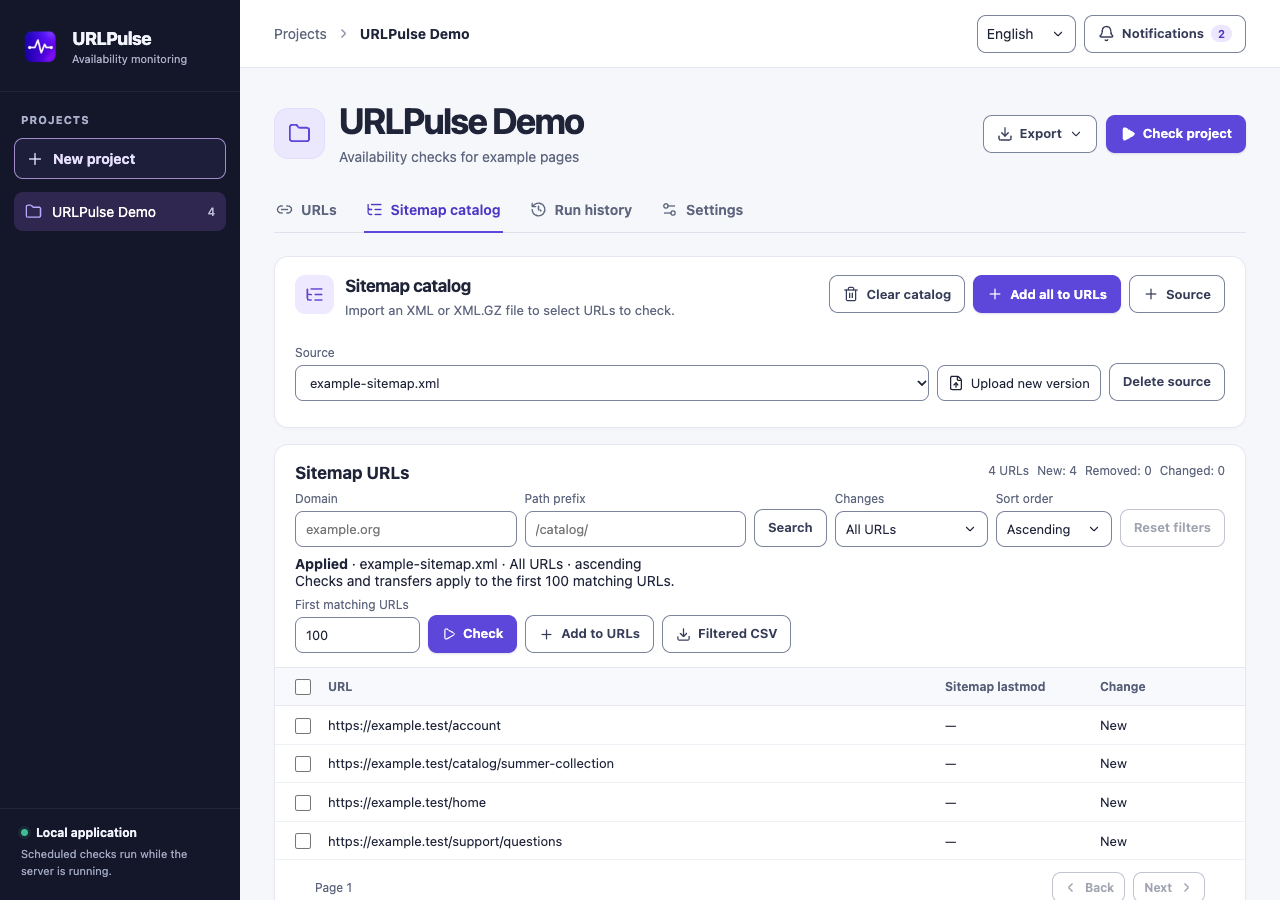 URLPulse
Availability monitoring
PROJECTS
New project
URLPulse Demo 4
Local application
Scheduled checks run while the
server is running.
Projects > URLPulse Demo
English
Notifications 2
URLPulse Demo
Availability checks for example pages
Export
Check project
URLs
Sitemap catalog
Run history
Settings
Sitemap catalog
Import an XML or XML.GZ file to select URLs to check.
Clear catalog
Add all to URLs
Source
Source
example-sitemap.xml
Upload new version
Delete source
Sitemap URLs
4 URLs New: 4 Removed: 0 Changed: 0
Domain
example.org
Path prefix
/catalog/
Search
Changes
All URLs
Sort order
Ascending
Reset filters
Applied · example-sitemap.xml · All URLs · ascending
Checks and transfers apply to the first 100 matching URLs.
First matching URLs
100
Check
Add to URLs
Filtered CSV
URL Sitemap lastmod Change
https://example.test/account — New
https://example.test/catalog/summer-collection — New
https://example.test/home — New
https://example.test/support/questions — New
Page 1
Back
Next